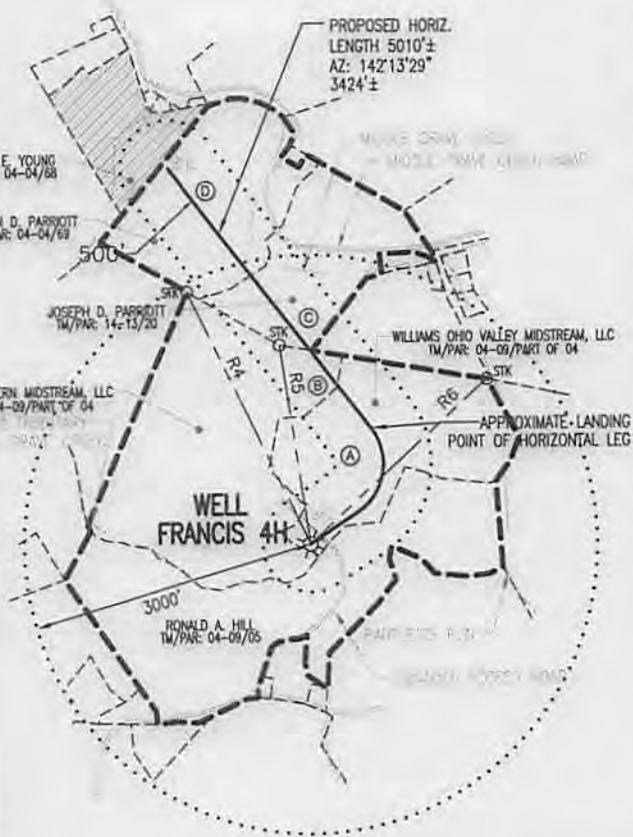 PROPOSED HORIZ.
LENGTH 5010'±
AZ: 142°13'29"
3424'±
E. YOUNG
04-04/68
D. PARRIOTT
PAR: 04-04/69
500'
D
STK
JOSEPH D. PARRIOTT
TM/PAR: 14-13/20
C
STK
WILLIAMS OHIO VALLEY MIDSTREAM, LLC
TM/PAR: 04-09/PART OF 04
STK
R4
R5
R6
B
ERN MIDSTREAM, LLC
4-09/PART OF 04
APPROXIMATE LANDING
POINT OF HORIZONTAL LEG
A
WELL
FRANCIS 4H
3000'
RONALD A. HILL
TM/PAR: 04-09/05